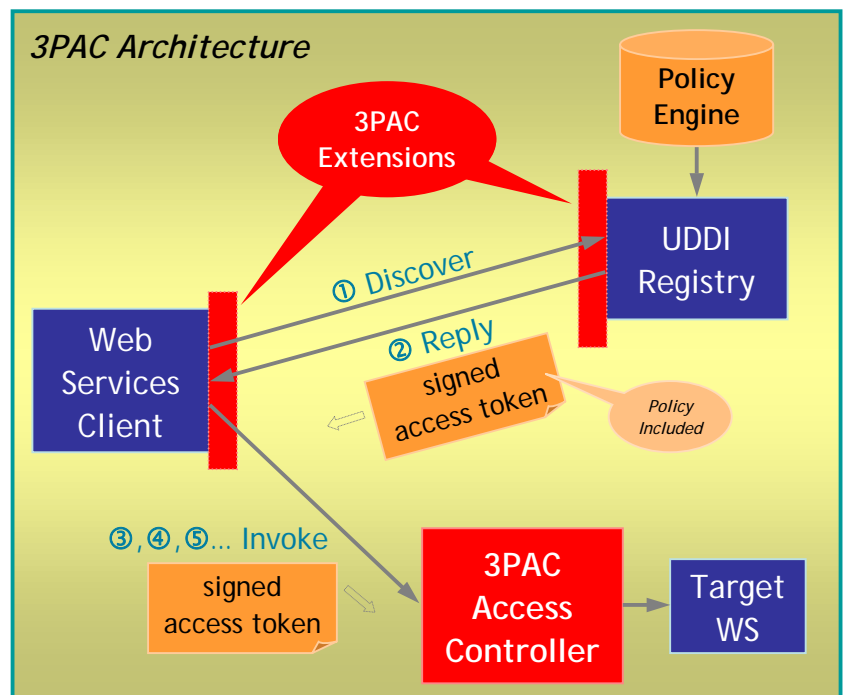 3PAC Architecture
Policy
Engine
3PAC
Extensions
UDDI
Registry
① Discover
② Reply
Web
Services
Client
signed
access token
Policy
Included
③,④,⑤... Invoke
signed
access token
3PAC
Access
Controller
Target
WS